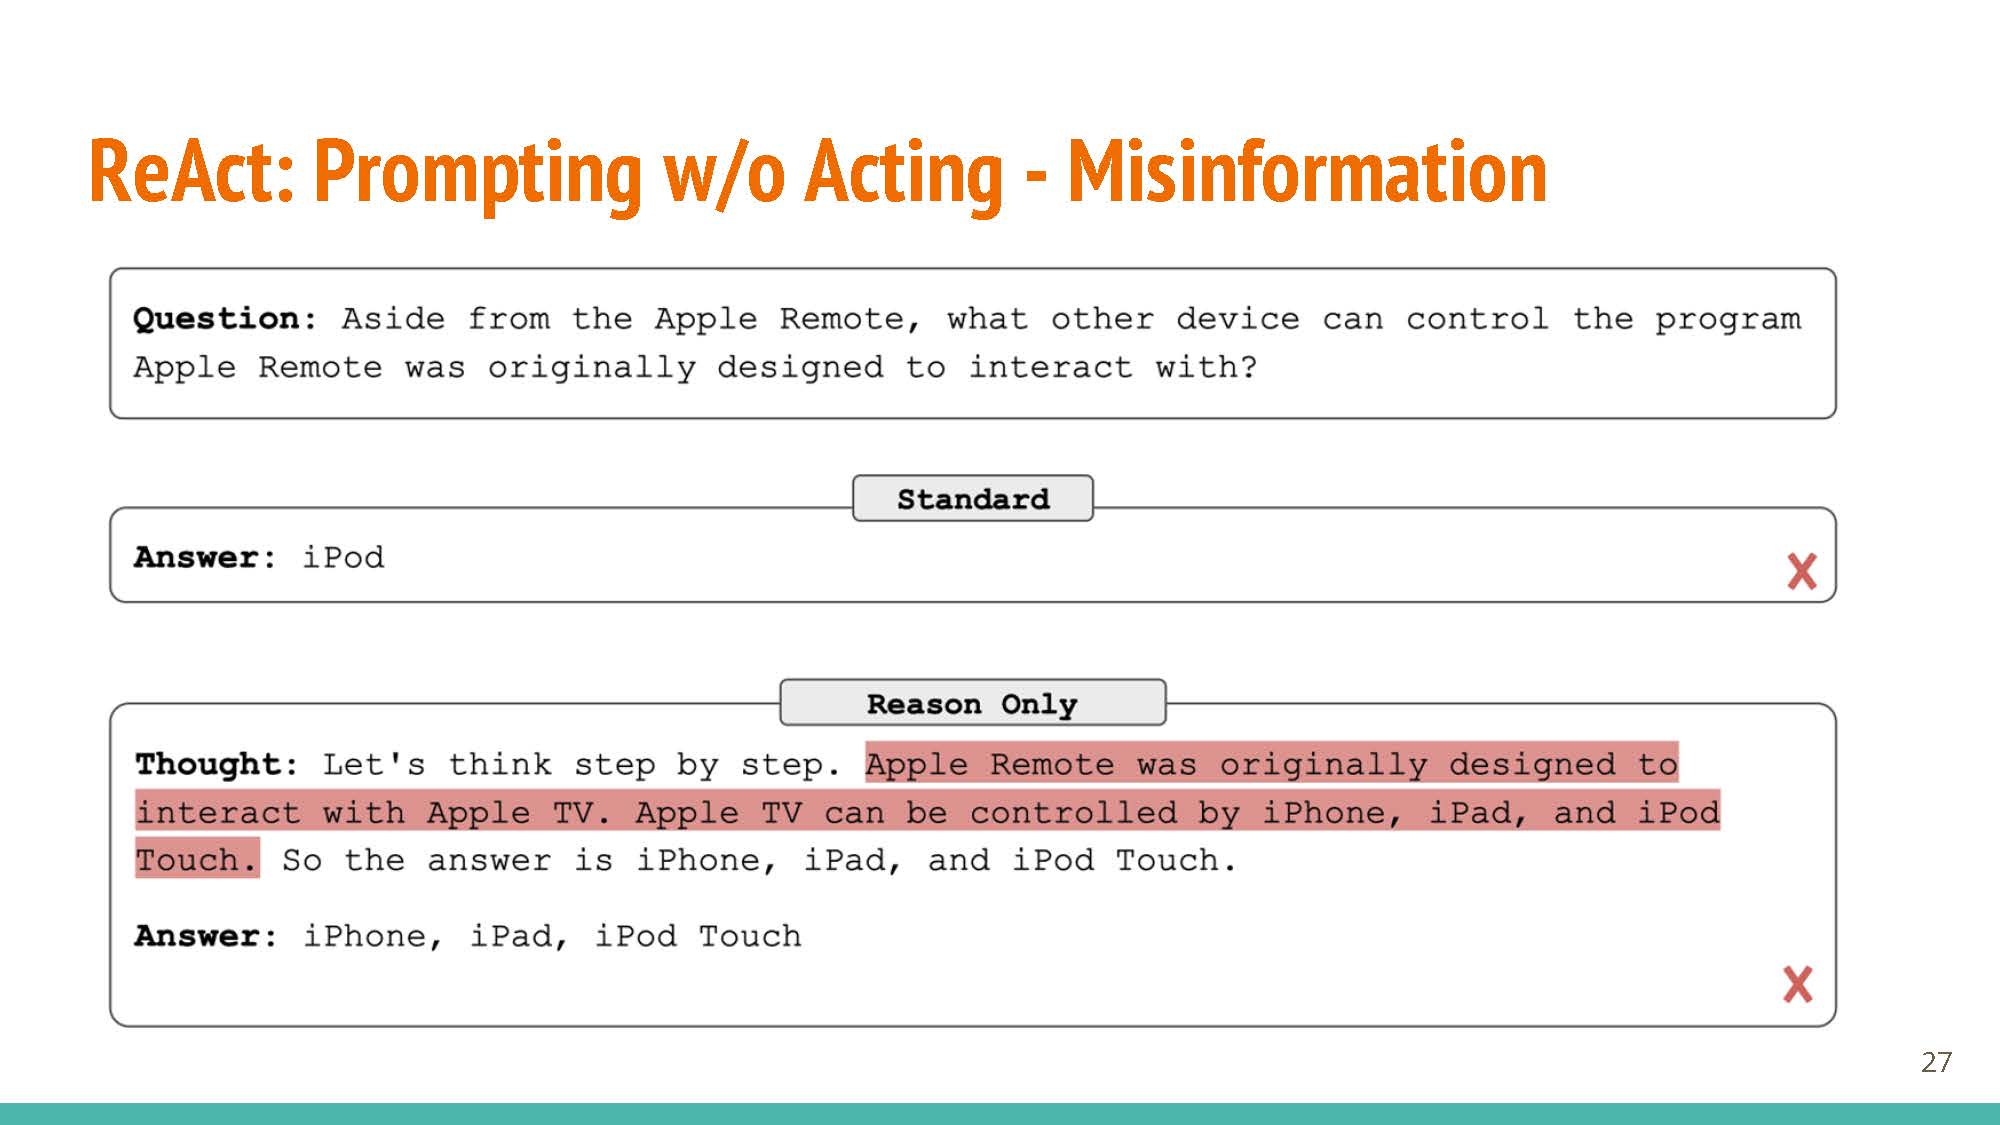 ReAct: Prompting w/o Acting - Misinformation
Question: Aside from the Apple Remote, what other device can control the program
Apple Remote was originally designed to interact with?
Standard
Answer: iPod
X
Reason Only
Thought: Let's think step by step. Apple Remote was originally designed to
interact with Apple TV. Apple TV can be controlled by iPhone, iPad, and iPod
Touch. So the answer is iPhone, iPad, and iPod Touch.
Answer: iPhone, iPad, iPod Touch
X
27